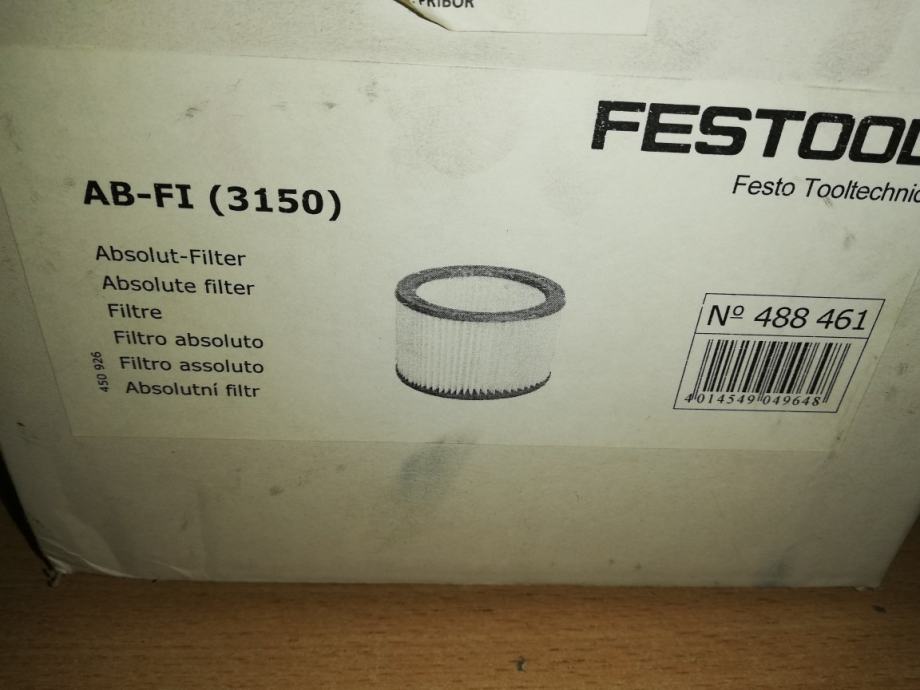 PRIBOR
FESTOOL
Festo Tooltechnic
AB-FI (3150)
Absolut-Filter
Absolute filter
Filtre
Filtro absoluto
Filtro assoluto
Absolutní filtr
450 926
Nº 488 461
4 014549 049648